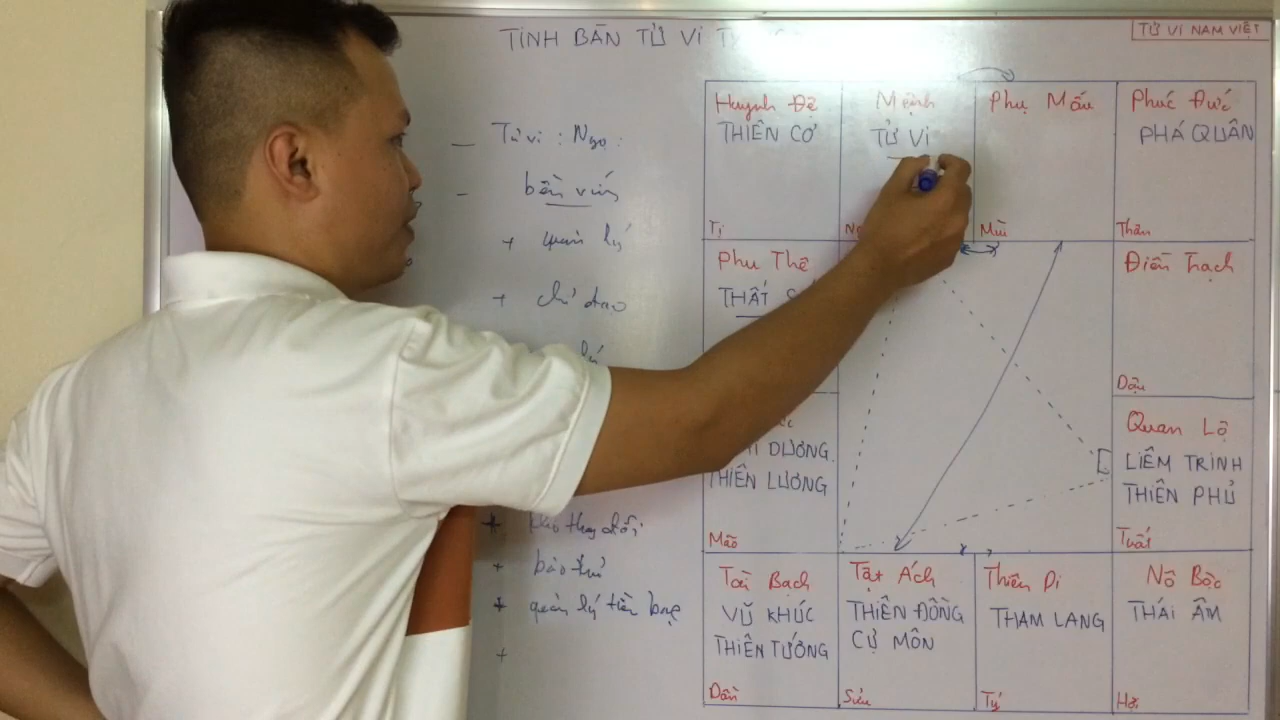 TINH BÀN TỬ VI
TỬ VI NAM VIỆT
Tử vi : Ngọ :
bền vững
+ quản lý
+ chỉ đạo
+ khó thay đổi
+ bảo thủ
+ quản lý tiền bạc
+
Huynh Đệ
THIÊN CƠ
Tị
Mệnh
TỬ VI
Phụ Mẫu
Mùi
Phúc Đức
PHÁ QUÂN
Thân
Phu Thê
THẤT
Điền Trạch
Dậu
DƯƠNG
THIÊN LƯƠNG
Mão
Quan Lộ
LIÊM TRINH
THIÊN PHỦ
Tuất
Tài Bạch
VŨ KHÚC
THIÊN TƯỚNG
Dần
Tật Ách
THIÊN ĐỒNG
CỰ MÔN
Sửu
Thiên Di
THAM LANG
Tý
Nô Bộc
THÁI ÂM
Hợi